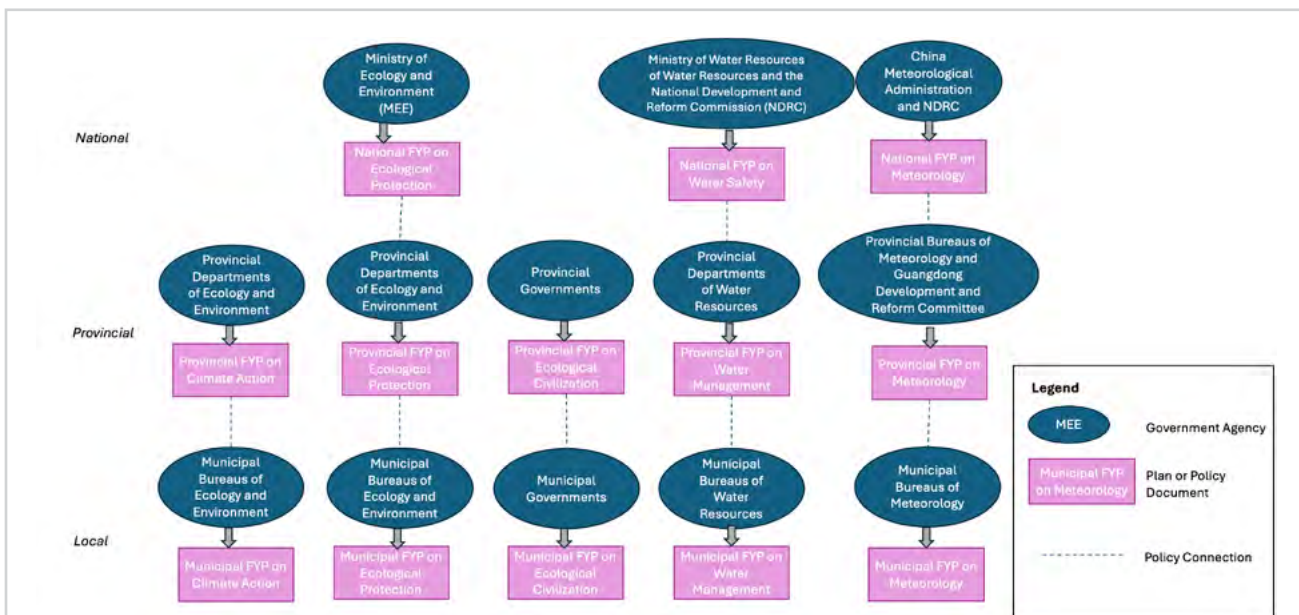 Ministry of
Ecology and
Environment
(MEE)
Ministry of Water Resources
of Water Resources and the
National Development and
Reform Commission (NDRC)
China
Meteorological
Administration
and NDRC
National
National FYP on
Ecological
Protection
National FYP on
Water Safety
National FYP on
Meteorology
Provincial
Departments
of Ecology and
Environment
Provincial
Departments
of Ecology and
Environment
Provincial
Governments
Provincial
Departments
of Water
Resources
Provincial Bureaus of
Meteorology and
Guangdong
Development and
Reform Committee
Provincial
Provincial FYP on
Climate Action
Provincial FYP on
Ecological
Protection
Provincial FYP on
Ecological
Civilization
Provincial FYP on
Water
Management
Provincial FYP on
Meteorology
Municipal
Bureaus of
Ecology and
Environment
Municipal
Bureaus of
Ecology and
Environment
Municipal
Governments
Municipal
Bureaus of
Water
Resources
Municipal
Bureaus of
Meteorology
Local
Municipal FYP on
Climate Action
Municipal FYP on
Ecological
Protection
Municipal FYP on
Ecological
Civilization
Municipal FYP on
Water
Management
Municipal FYP on
Meteorology
Legend
MEE
Government Agency
Municipal FYP
on Meteorology
Plan or Policy
Document
Policy Connection